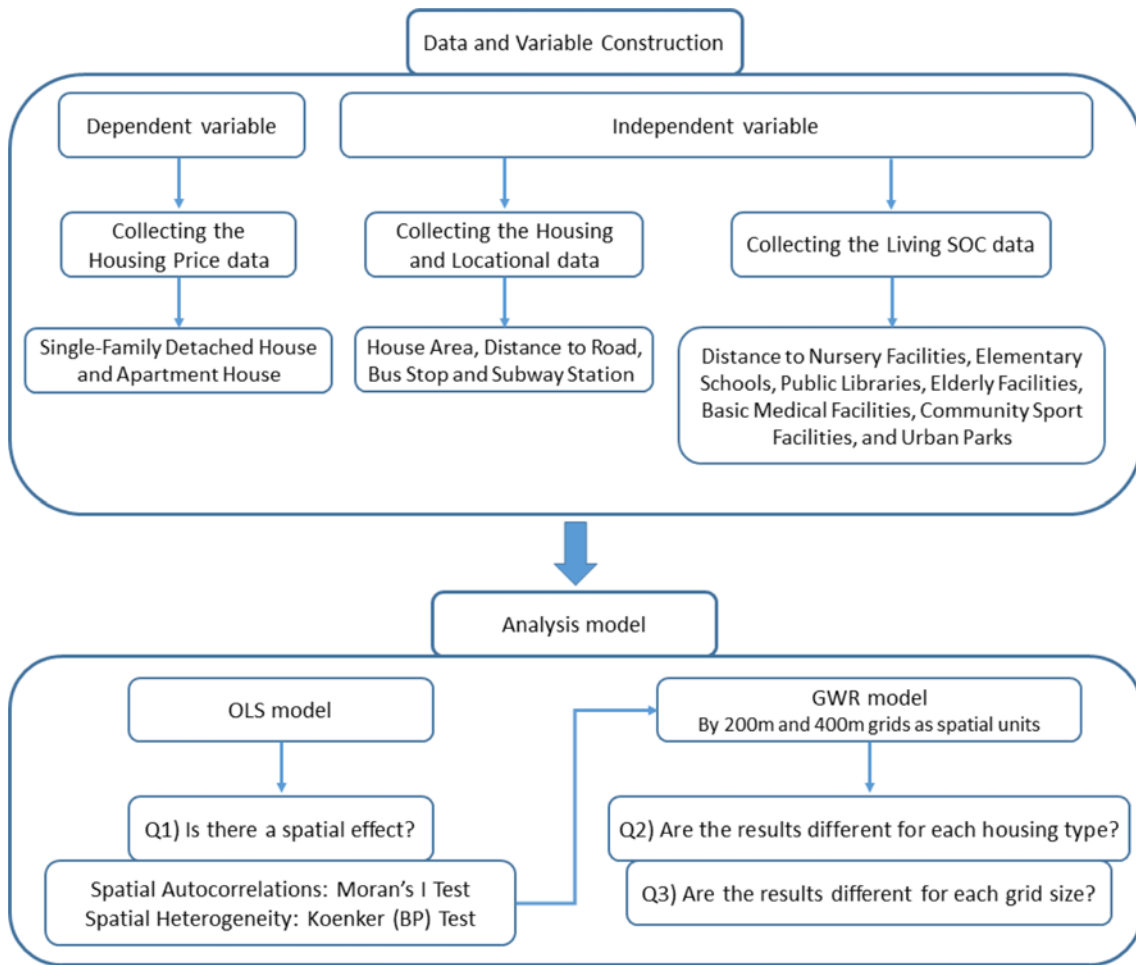 Data and Variable Construction
Dependent variable
Independent variable
Collecting the
Housing Price data
Collecting the Housing
and Locational data
Collecting the Living SOC data
Single-Family Detached House
and Apartment House
House Area, Distance to Road,
Bus Stop and Subway Station
Distance to Nursery Facilities, Elementary
Schools, Public Libraries, Elderly Facilities,
Basic Medical Facilities, Community Sport
Facilities, and Urban Parks
Analysis model
OLS model
GWR model
By 200m and 400m grids as spatial units
Q1) Is there a spatial effect?
Spatial Autocorrelations: Moran's I Test
Spatial Heterogeneity: Koenker (BP) Test
Q2) Are the results different for each housing type?
Q3) Are the results different for each grid size?